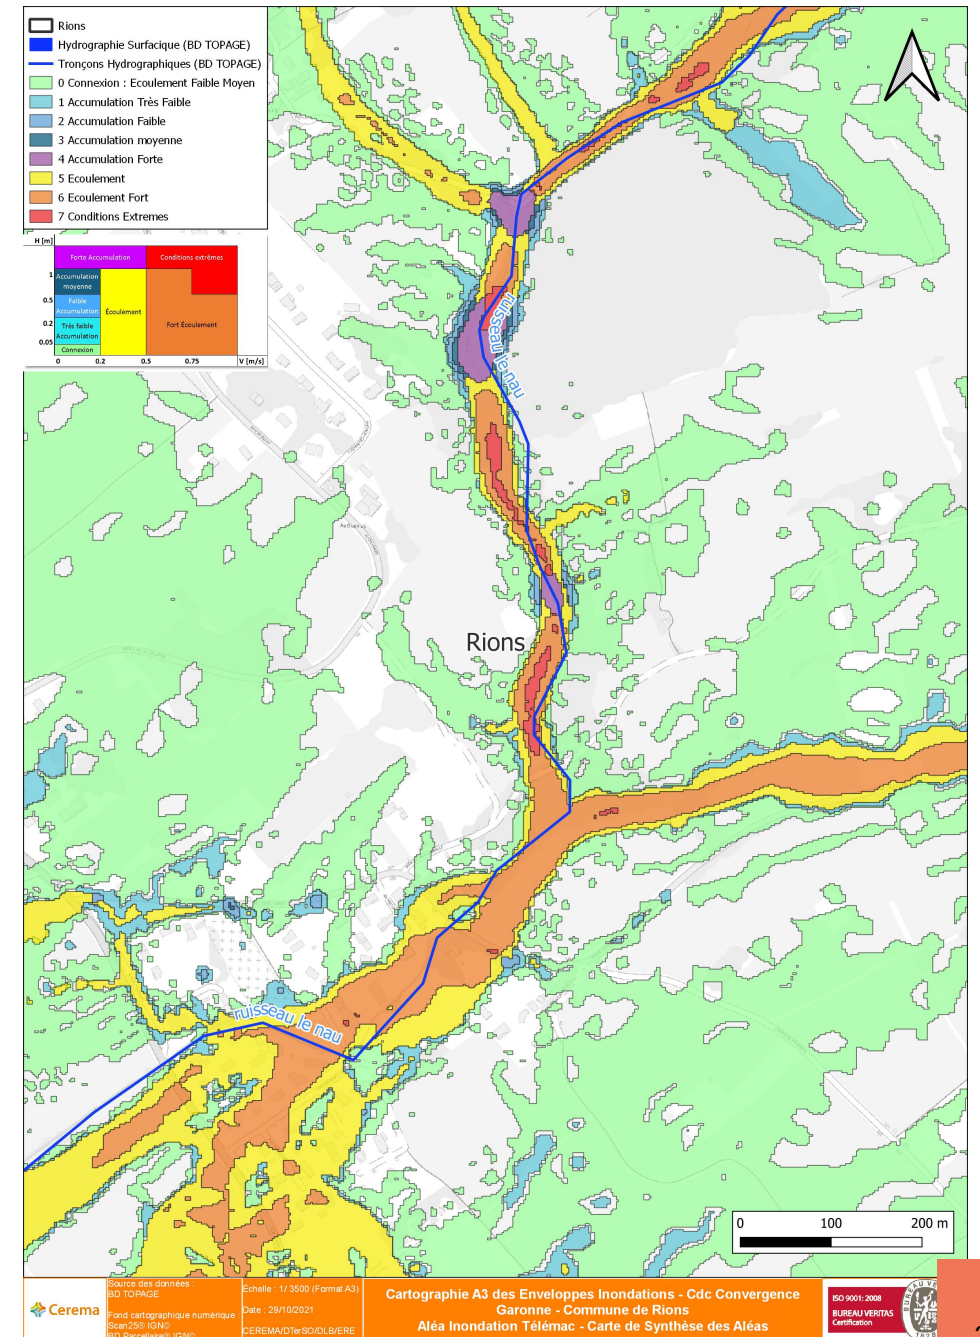 Rions
Hydrographie Surfacique (BD TOPAGE)
Tronçons Hydrographiques (BD TOPAGE)
0 Connexion : Ecoulement Faible Moyen
1 Accumulation Très Faible
2 Accumulation Faible
3 Accumulation moyenne
4 Accumulation Forte
5 Ecoulement
6 Ecoulement Fort
7 Conditions Extremes
H [m]
Forte Accumulation
Conditions extrêmes
1
Accumulation
moyenne
0.5
Faible
Accumulation
Écoulement
Fort Écoulement
0.2
Très faible
Accumulation
0.05
Connexion
0 0.2 0.5 0.75 V [m/s]
ruisseau le nau
Rions
ruisseau le nau
0 100 200 m
Cerema
Source des données :
BD TOPAGE
Fond cartographique numérique :
Scan25® IGN©
BD Parcellaire® IGN©
Echelle : 1/ 3500 (Format A3)
Date : 29/10/2021
CEREMA/DTerSO/DLB/ERE
Cartographie A3 des Enveloppes Inondations - Cdc Convergence
Garonne - Commune de Rions
Aléa Inondation Télémac - Carte de Synthèse des Aléas
ISO 9001: 2008
BUREAU VERITAS
Certification